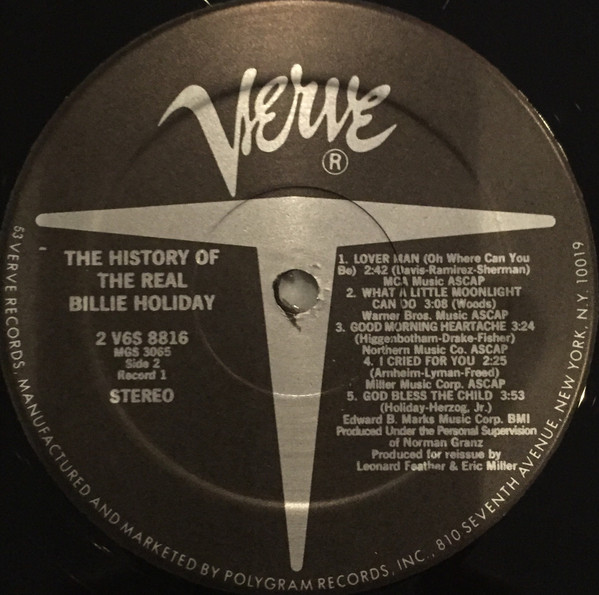 Verve
®
THE HISTORY OF
THE REAL
BILLIE HOLIDAY
2 V6S 8816
MGS 3065
Side 2
Record 1
STEREO
1. LOVER MAN (Oh Where Can You
Be) 2:42 (Davis-Ramirez-Sherman)
MCA Music ASCAP
2. WHAT A LITTLE MOONLIGHT
CAN DO 3:08 (Woods)
Warner Bros. Music ASCAP
3. GOOD MORNING HEARTACHE 3:24
(Higgenbotham-Drake-Fisher)
Northern Music Co. ASCAP
4. I CRIED FOR YOU 2:25
(Arnheim-Lyman-Freed)
Miller Music Corp. ASCAP
5. GOD BLESS THE CHILD 3:53
(Holiday-Herzog, Jr.)
Edward B. Marks Music Corp. BMI
Produced Under the Personal Supervision
of Norman Granz
Produced for reissue by
Leonard Feather & Eric Miller
VERVE RECORDS. MANUFACTURED AND MARKETED BY POLYGRAM RECORDS, INC., 810 SEVENTH AVENUE, NEW YORK, N.Y. 10019